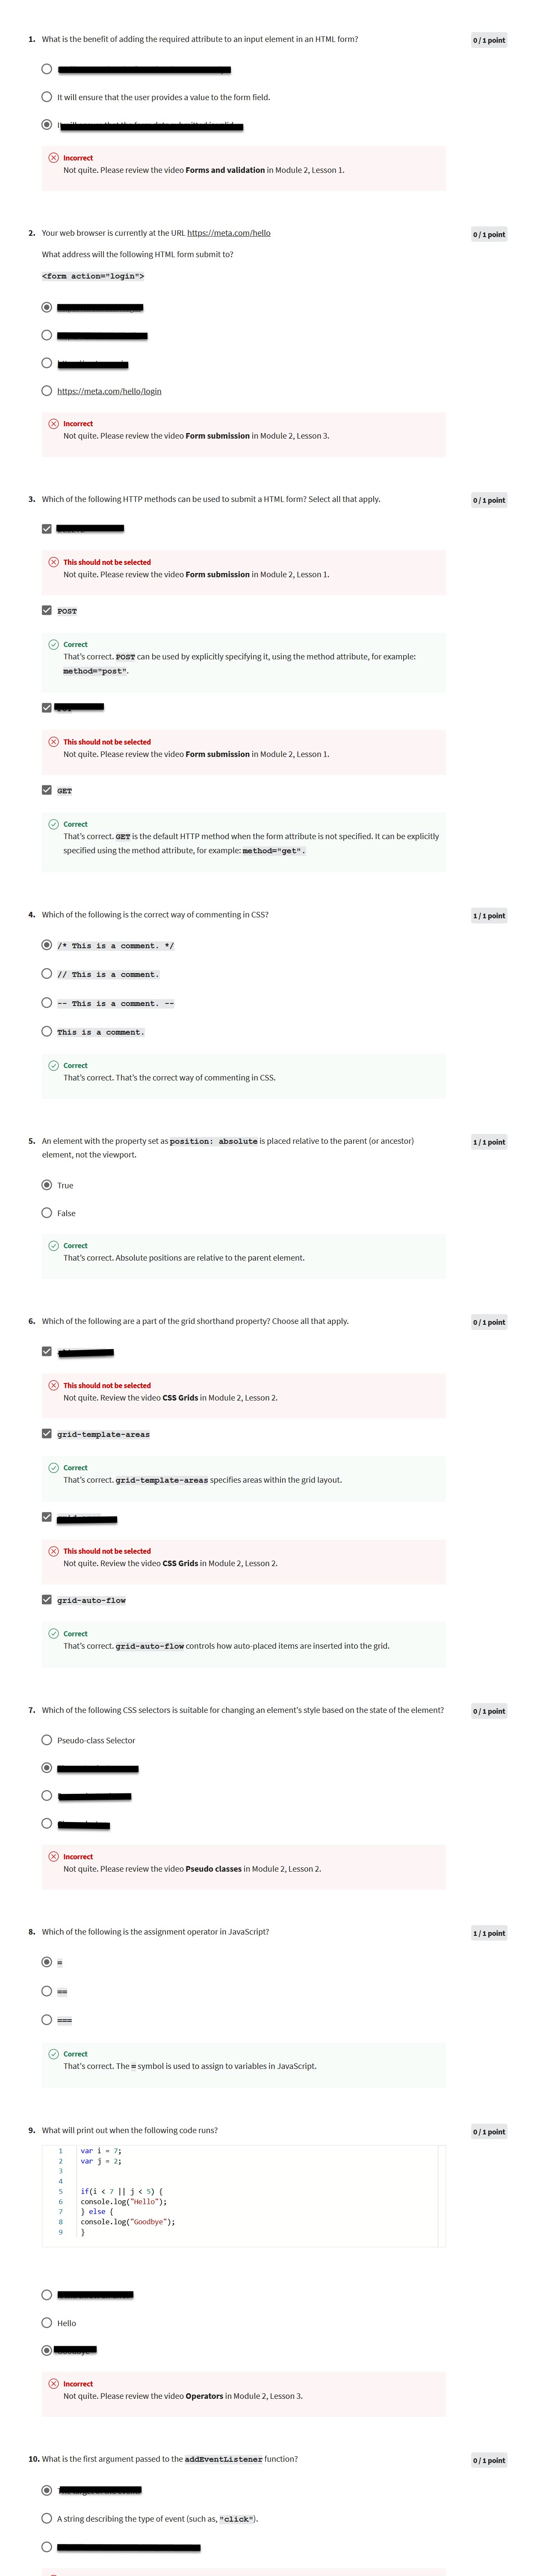 1. What is the benefit of adding the required attribute to an input element in an HTML form?
0 / 1 point
It will ensure that the user provides a value to the form field.
Incorrect
Not quite. Please review the video Forms and validation in Module 2, Lesson 1.
2. Your web browser is currently at the URL https://meta.com/hello
0 / 1 point
What address will the following HTML form submit to?
<form action="login">
https://meta.com/hello/login
Incorrect
Not quite. Please review the video Form submission in Module 2, Lesson 3.
3. Which of the following HTTP methods can be used to submit a HTML form? Select all that apply.
0 / 1 point
This should not be selected
Not quite. Please review the video Form submission in Module 2, Lesson 1.
POST
Correct
That's correct. POST can be used by explicitly specifying it, using the method attribute, for example:
method="post".
This should not be selected
Not quite. Please review the video Form submission in Module 2, Lesson 1.
GET
Correct
That's correct. GET is the default HTTP method when the form attribute is not specified. It can be explicitly
specified using the method attribute, for example: method="get".
4. Which of the following is the correct way of commenting in CSS?
1 / 1 point
/* This is a comment. */
// This is a comment.
-- This is a comment. --
This is a comment.
Correct
That's correct. That's the correct way of commenting in CSS.
5. An element with the property set as position: absolute is placed relative to the parent (or ancestor)
element, not the viewport.
1 / 1 point
True
False
Correct
That's correct. Absolute positions are relative to the parent element.
6. Which of the following are a part of the grid shorthand property? Choose all that apply.
0 / 1 point
This should not be selected
Not quite. Review the video CSS Grids in Module 2, Lesson 2.
grid-template-areas
Correct
That's correct. grid-template-areas specifies areas within the grid layout.
This should not be selected
Not quite. Review the video CSS Grids in Module 2, Lesson 2.
grid-auto-flow
Correct
That's correct. grid-auto-flow controls how auto-placed items are inserted into the grid.
7. Which of the following CSS selectors is suitable for changing an element's style based on the state of the element?
0 / 1 point
Pseudo-class Selector
Incorrect
Not quite. Please review the video Pseudo classes in Module 2, Lesson 2.
8. Which of the following is the assignment operator in JavaScript?
1 / 1 point
=
==
===
Correct
That's correct. The = symbol is used to assign to variables in JavaScript.
9. What will print out when the following code runs?
0 / 1 point
1 var i = 7;
2 var j = 2;
3
4
5 if(i < 7 || j < 5) {
6 console.log("Hello");
7 } else {
8 console.log("Goodbye");
9 }
Hello
Incorrect
Not quite. Please review the video Operators in Module 2, Lesson 3.
10. What is the first argument passed to the addEventListener function?
0 / 1 point
A string describing the type of event (such as, "click").